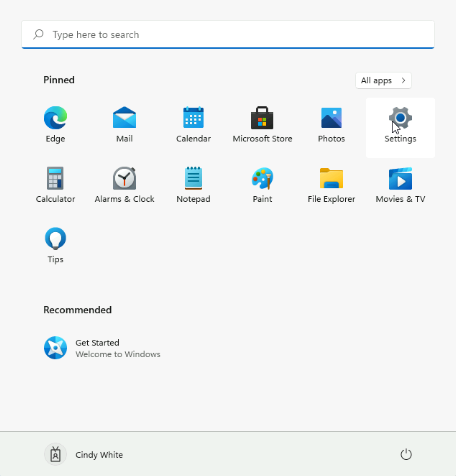 Type here to search
Pinned
All apps
Edge
Mail
Calendar
Microsoft Store
Photos
Settings
Calculator
Alarms & Clock
Notepad
Paint
File Explorer
Movies & TV
Tips
Recommended
Get Started
Welcome to Windows
Cindy White